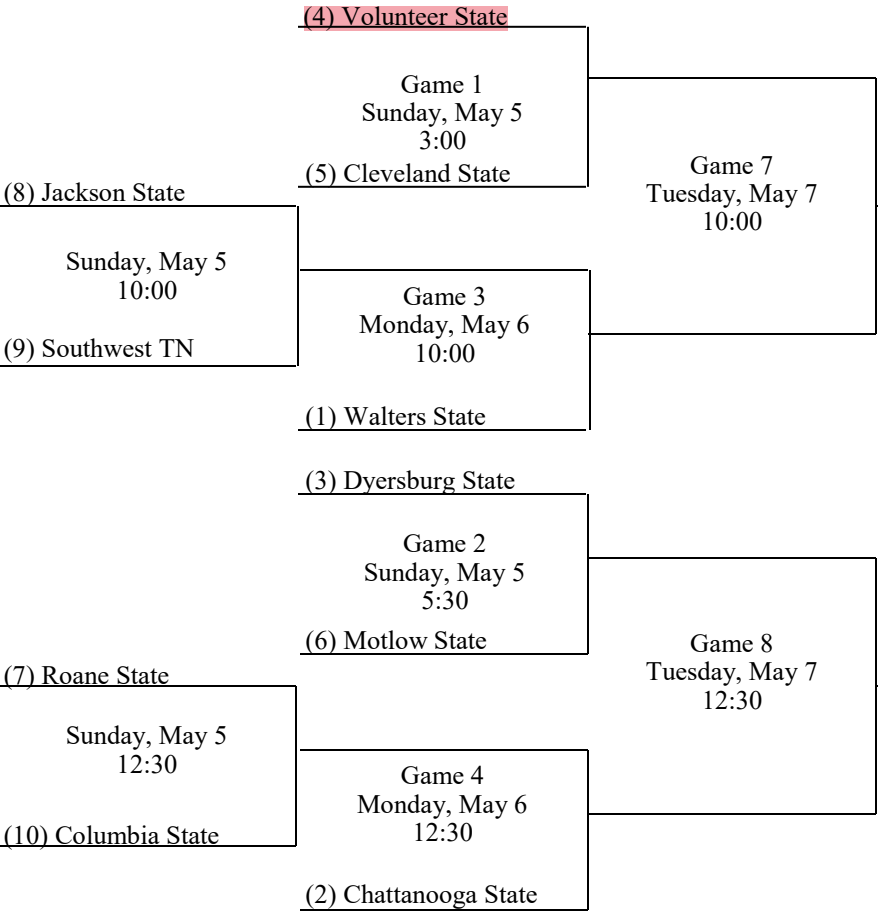 (4) Volunteer State
Game 1
Sunday, May 5
3:00
(5) Cleveland State
(8) Jackson State
Sunday, May 5
10:00
(9) Southwest TN
Game 3
Monday, May 6
10:00
(1) Walters State
Game 7
Tuesday, May 7
10:00
(3) Dyersburg State
Game 2
Sunday, May 5
5:30
(6) Motlow State
(7) Roane State
Sunday, May 5
12:30
(10) Columbia State
Game 4
Monday, May 6
12:30
(2) Chattanooga State
Game 8
Tuesday, May 7
12:30